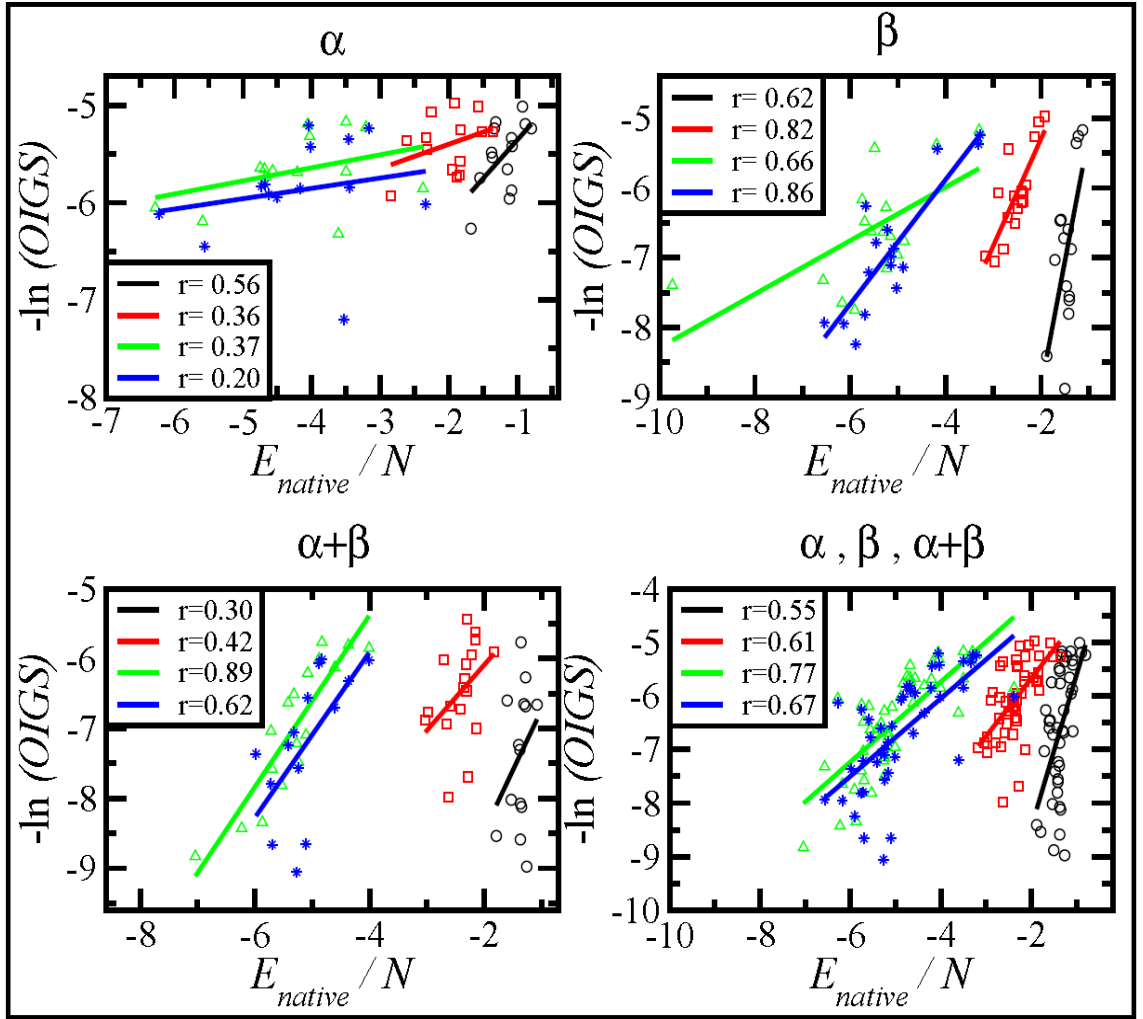 α
-ln (OIGS)
-5
-6
-7
-8
r= 0.56
r= 0.36
r= 0.37
r= 0.20
-7 -6 -5 -4 -3 -2 -1
E_native / N
β
-ln (OIGS)
-5
-6
-7
-8
-9
r= 0.62
r= 0.82
r= 0.66
r= 0.86
-10 -8 -6 -4 -2
E_native / N
α+β
-ln (OIGS)
-5
-6
-7
-8
-9
r=0.30
r=0.42
r=0.89
r=0.62
-8 -6 -4 -2
E_native / N
α , β , α+β
-ln (OIGS)
-4
-5
-6
-7
-8
-9
-10
r=0.55
r=0.61
r=0.77
r=0.67
-10 -8 -6 -4 -2
E_native / N